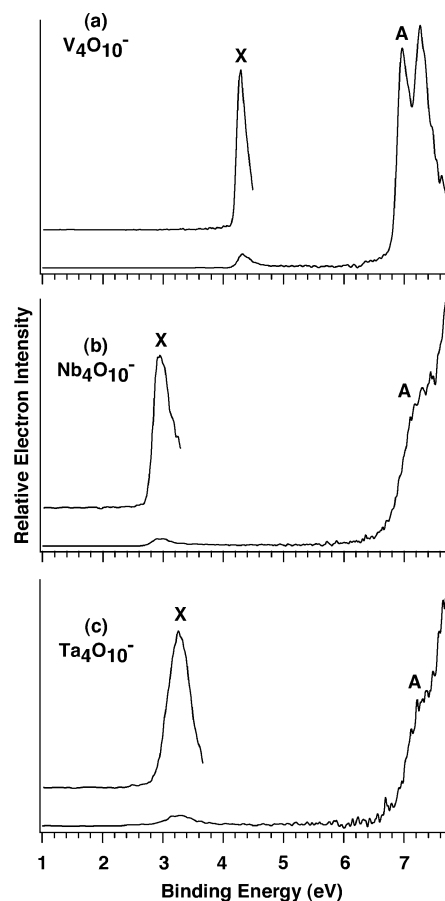 (a)
V4O10-
X
A
(b)
Nb4O10-
X
A
(c)
Ta4O10-
X
A
Relative Electron Intensity
1 2 3 4 5 6 7
Binding Energy (eV)